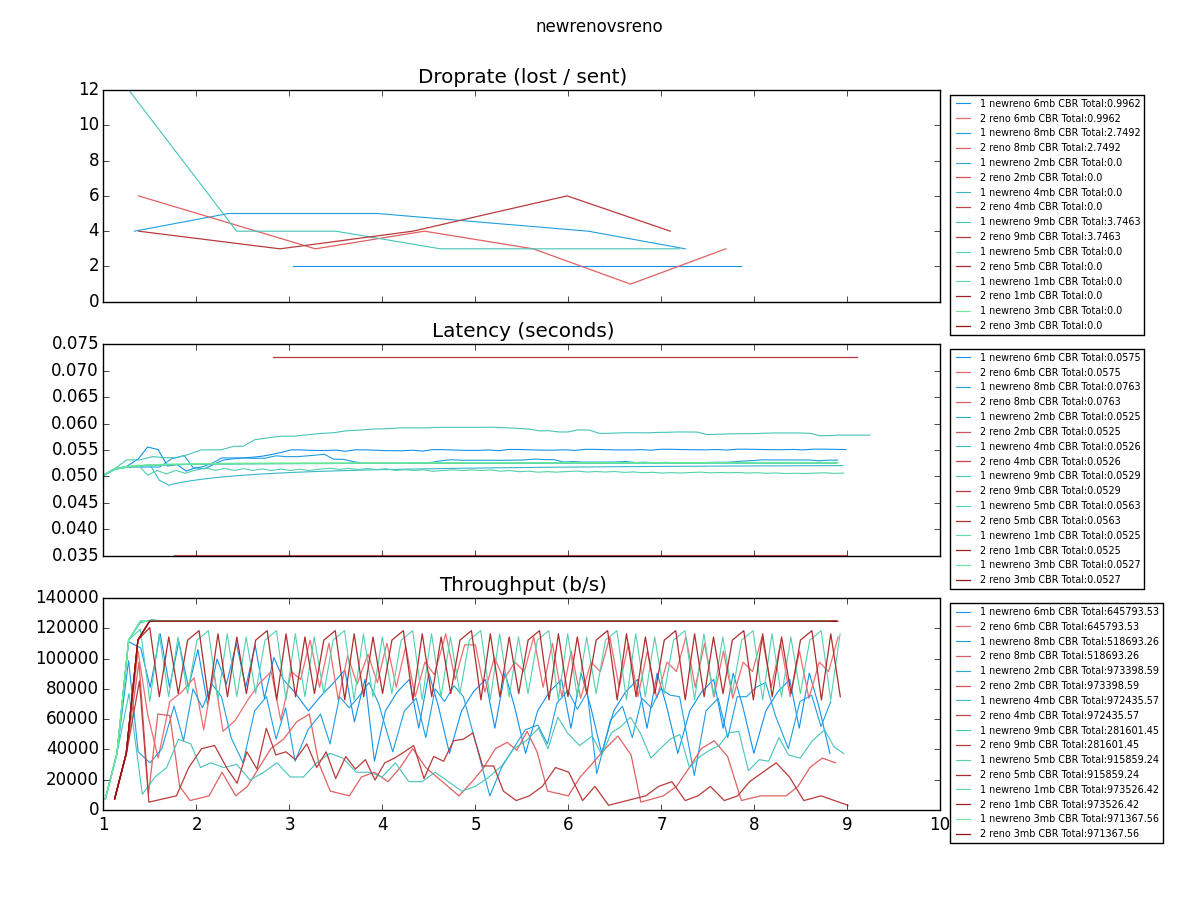 newrenovsreno
Droprate (lost / sent)
12
10
8
6
4
2
0
1 newreno 6mb CBR Total:0.9962
2 reno 6mb CBR Total:0.9962
1 newreno 8mb CBR Total:2.7492
2 reno 8mb CBR Total:2.7492
1 newreno 2mb CBR Total:0.0
2 reno 2mb CBR Total:0.0
1 newreno 4mb CBR Total:0.0
2 reno 4mb CBR Total:0.0
1 newreno 9mb CBR Total:3.7463
2 reno 9mb CBR Total:3.7463
1 newreno 5mb CBR Total:0.0
2 reno 5mb CBR Total:0.0
1 newreno 1mb CBR Total:0.0
2 reno 1mb CBR Total:0.0
1 newreno 3mb CBR Total:0.0
2 reno 3mb CBR Total:0.0
Latency (seconds)
0.075
0.070
0.065
0.060
0.055
0.050
0.045
0.040
0.035
1 newreno 6mb CBR Total:0.0575
2 reno 6mb CBR Total:0.0575
1 newreno 8mb CBR Total:0.0763
2 reno 8mb CBR Total:0.0763
1 newreno 2mb CBR Total:0.0525
2 reno 2mb CBR Total:0.0525
1 newreno 4mb CBR Total:0.0526
2 reno 4mb CBR Total:0.0526
1 newreno 9mb CBR Total:0.0529
2 reno 9mb CBR Total:0.0529
1 newreno 5mb CBR Total:0.0563
2 reno 5mb CBR Total:0.0563
1 newreno 1mb CBR Total:0.0525
2 reno 1mb CBR Total:0.0525
1 newreno 3mb CBR Total:0.0527
2 reno 3mb CBR Total:0.0527
Throughput (b/s)
140000
120000
100000
80000
60000
40000
20000
0
1 2 3 4 5 6 7 8 9 10
1 newreno 6mb CBR Total:645793.53
2 reno 6mb CBR Total:645793.53
1 newreno 8mb CBR Total:518693.26
2 reno 8mb CBR Total:518693.26
1 newreno 2mb CBR Total:973398.59
2 reno 2mb CBR Total:973398.59
1 newreno 4mb CBR Total:972435.57
2 reno 4mb CBR Total:972435.57
1 newreno 9mb CBR Total:281601.45
2 reno 9mb CBR Total:281601.45
1 newreno 5mb CBR Total:915859.24
2 reno 5mb CBR Total:915859.24
1 newreno 1mb CBR Total:973526.42
2 reno 1mb CBR Total:973526.42
1 newreno 3mb CBR Total:971367.56
2 reno 3mb CBR Total:971367.56